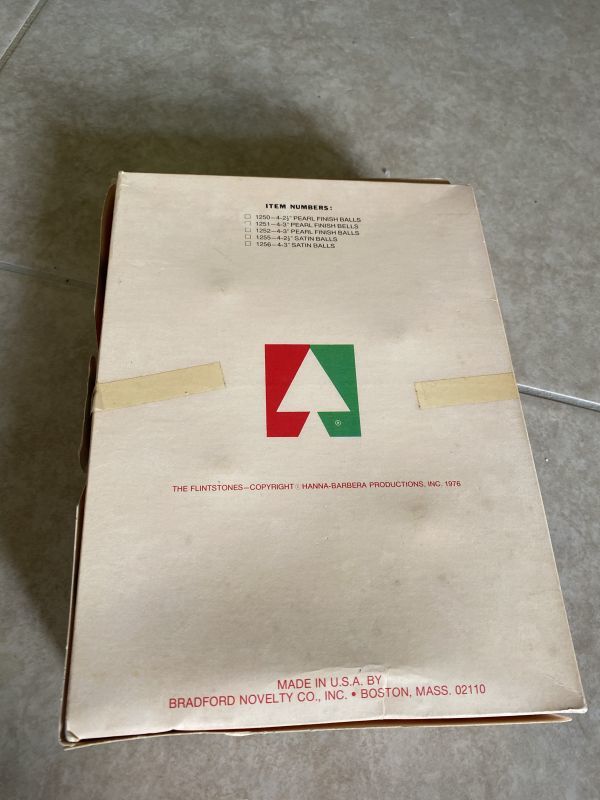 ITEM NUMBERS:
☐ 1250—4-2½" PEARL FINISH BALLS
☐ 1251—4-3" PEARL FINISH BELLS
☐ 1252—4-3" PEARL FINISH BALLS
☐ 1255—4-2½" SATIN BALLS
☐ 1256—4-3" SATIN BALLS
®
THE FLINTSTONES—COPYRIGHT © HANNA-BARBERA PRODUCTIONS, INC. 1976
MADE IN U.S.A. BY
BRADFORD NOVELTY CO., INC. • BOSTON, MASS. 02110